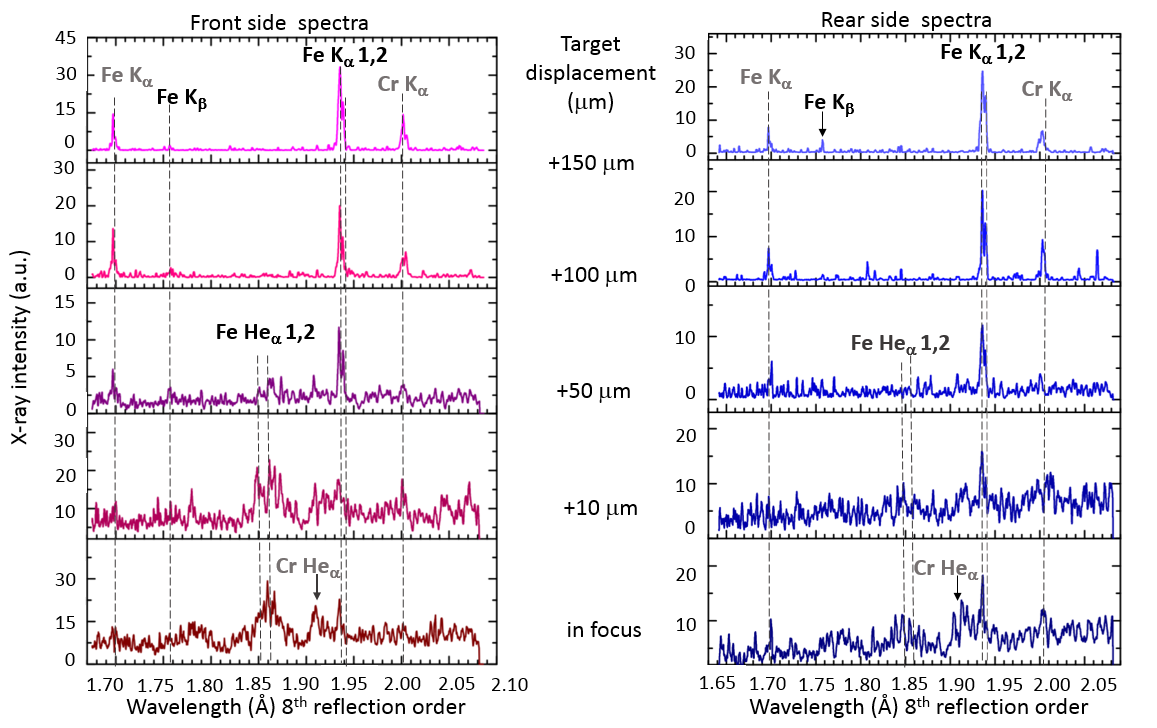 Front side spectra
Rear side spectra
Target
displacement
(μm)
X-ray intensity (a.u.)
45
30
15
0
Fe Kα
Fe Kβ
Fe Kα 1,2
Cr Kα
30
20
10
0
Fe Kα
Fe Kβ
Fe Kα 1,2
Cr Kα
+150 μm
30
20
10
0
20
10
0
+100 μm
15
10
5
0
Fe Heα 1,2
10
0
Fe Heα 1,2
+50 μm
30
20
10
20
10
0
+10 μm
30
15
0
Cr Heα
20
10
Cr Heα
in focus
1.70 1.75 1.80 1.85 1.90 1.95 2.00 2.05 2.10
Wavelength (Å) 8th reflection order
1.65 1.70 1.75 1.80 1.85 1.90 1.95 2.00 2.05
Wavelength (Å) 8th reflection order